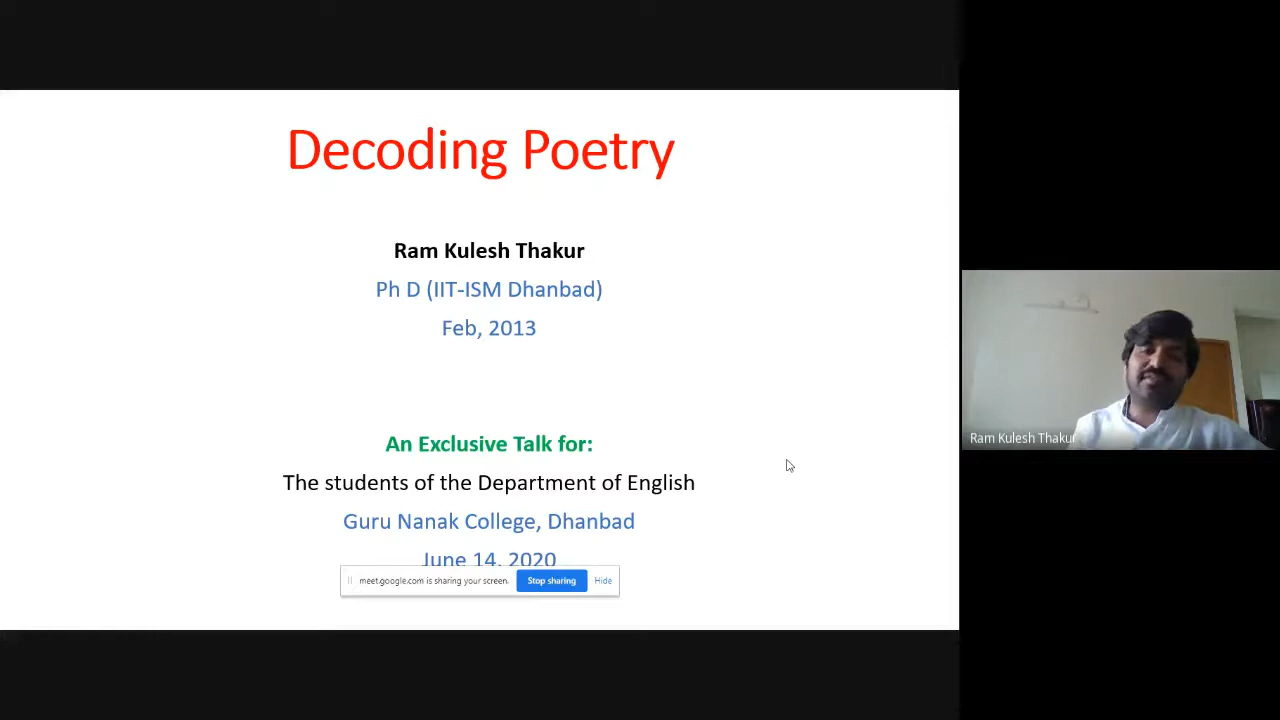 Decoding Poetry
Ram Kulesh Thakur
Ph D (IIT-ISM Dhanbad)
Feb, 2013
An Exclusive Talk for:
The students of the Department of English
Guru Nanak College, Dhanbad
June 14, 2020
meet.google.com is sharing your screen. Stop sharing Hide
Ram Kulesh Thakur